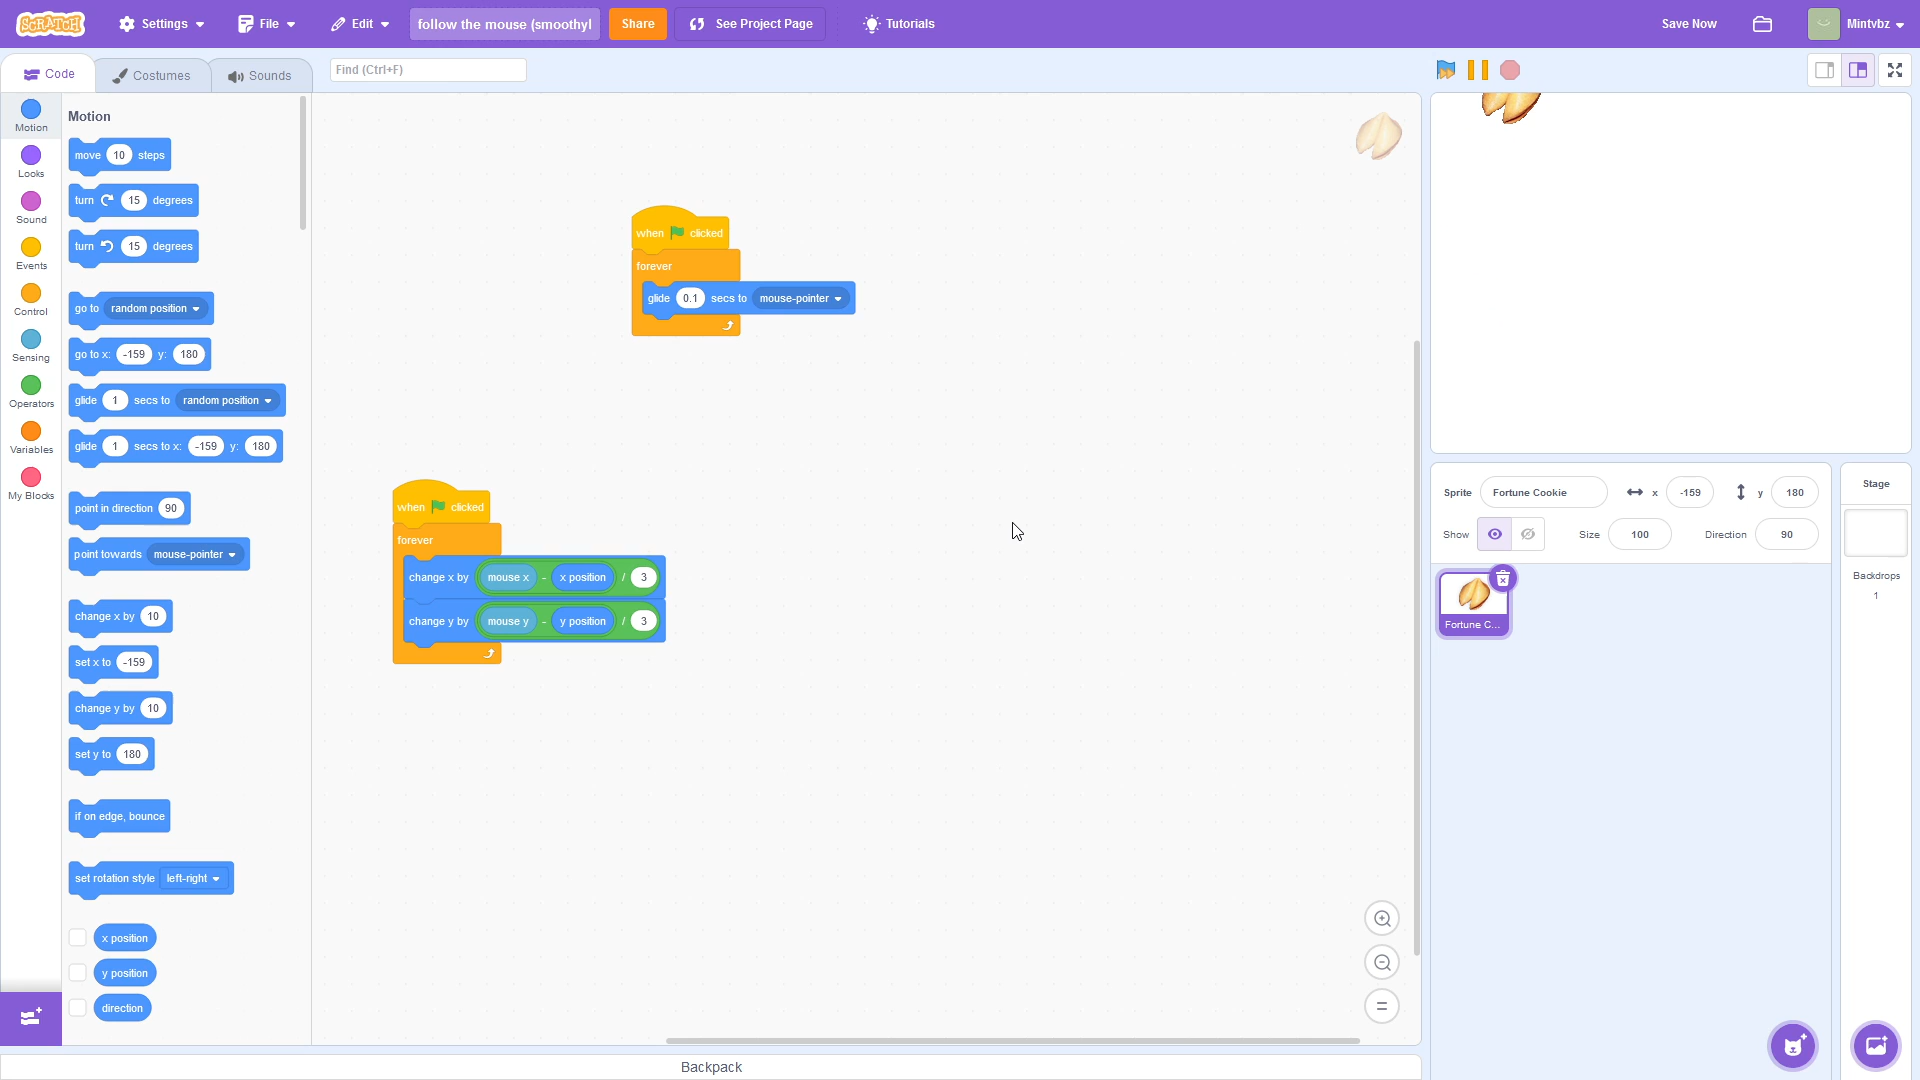 SCRATCH Settings File Edit follow the mouse (smoothyl Share See Project Page Tutorials Save Now Mintvbz
Code Costumes Sounds Find (Ctrl+F)
Motion
Looks
Sound
Events
Control
Sensing
Operators
Variables
My Blocks
Motion
move 10 steps
turn 15 degrees
turn 15 degrees
go to random position
go to x: -159 y: 180
glide 1 secs to random position
glide 1 secs to x: -159 y: 180
point in direction 90
point towards mouse-pointer
change x by 10
set x to -159
change y by 10
set y to 180
if on edge, bounce
set rotation style left-right
x position
y position
direction
when clicked
forever
glide 0.1 secs to mouse-pointer
when clicked
forever
change x by mouse x - x position / 3
change y by mouse y - y position / 3
Backpack
Sprite Fortune Cookie x -159 y 180
Show Size 100 Direction 90
Fortune C...
Stage
Backdrops
1